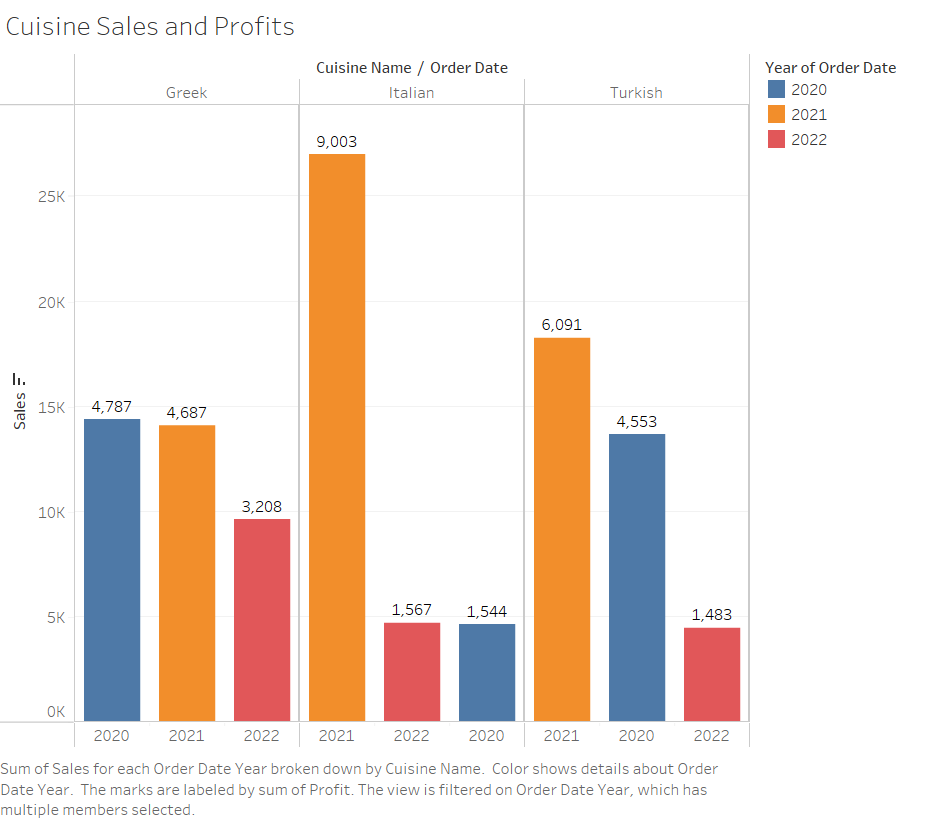 Cuisine Sales and Profits
Cuisine Name / Order Date
Greek Italian Turkish
Year of Order Date
2020
2021
2022
Sales
25K
20K
15K
10K
5K
0K
4,787 4,687 3,208
9,003 1,567 1,544
6,091 4,553 1,483
2020 2021 2022 2021 2022 2020 2021 2020 2022
Sum of Sales for each Order Date Year broken down by Cuisine Name.  Color shows details about Order
Date Year.  The marks are labeled by sum of Profit. The view is filtered on Order Date Year, which has
multiple members selected.